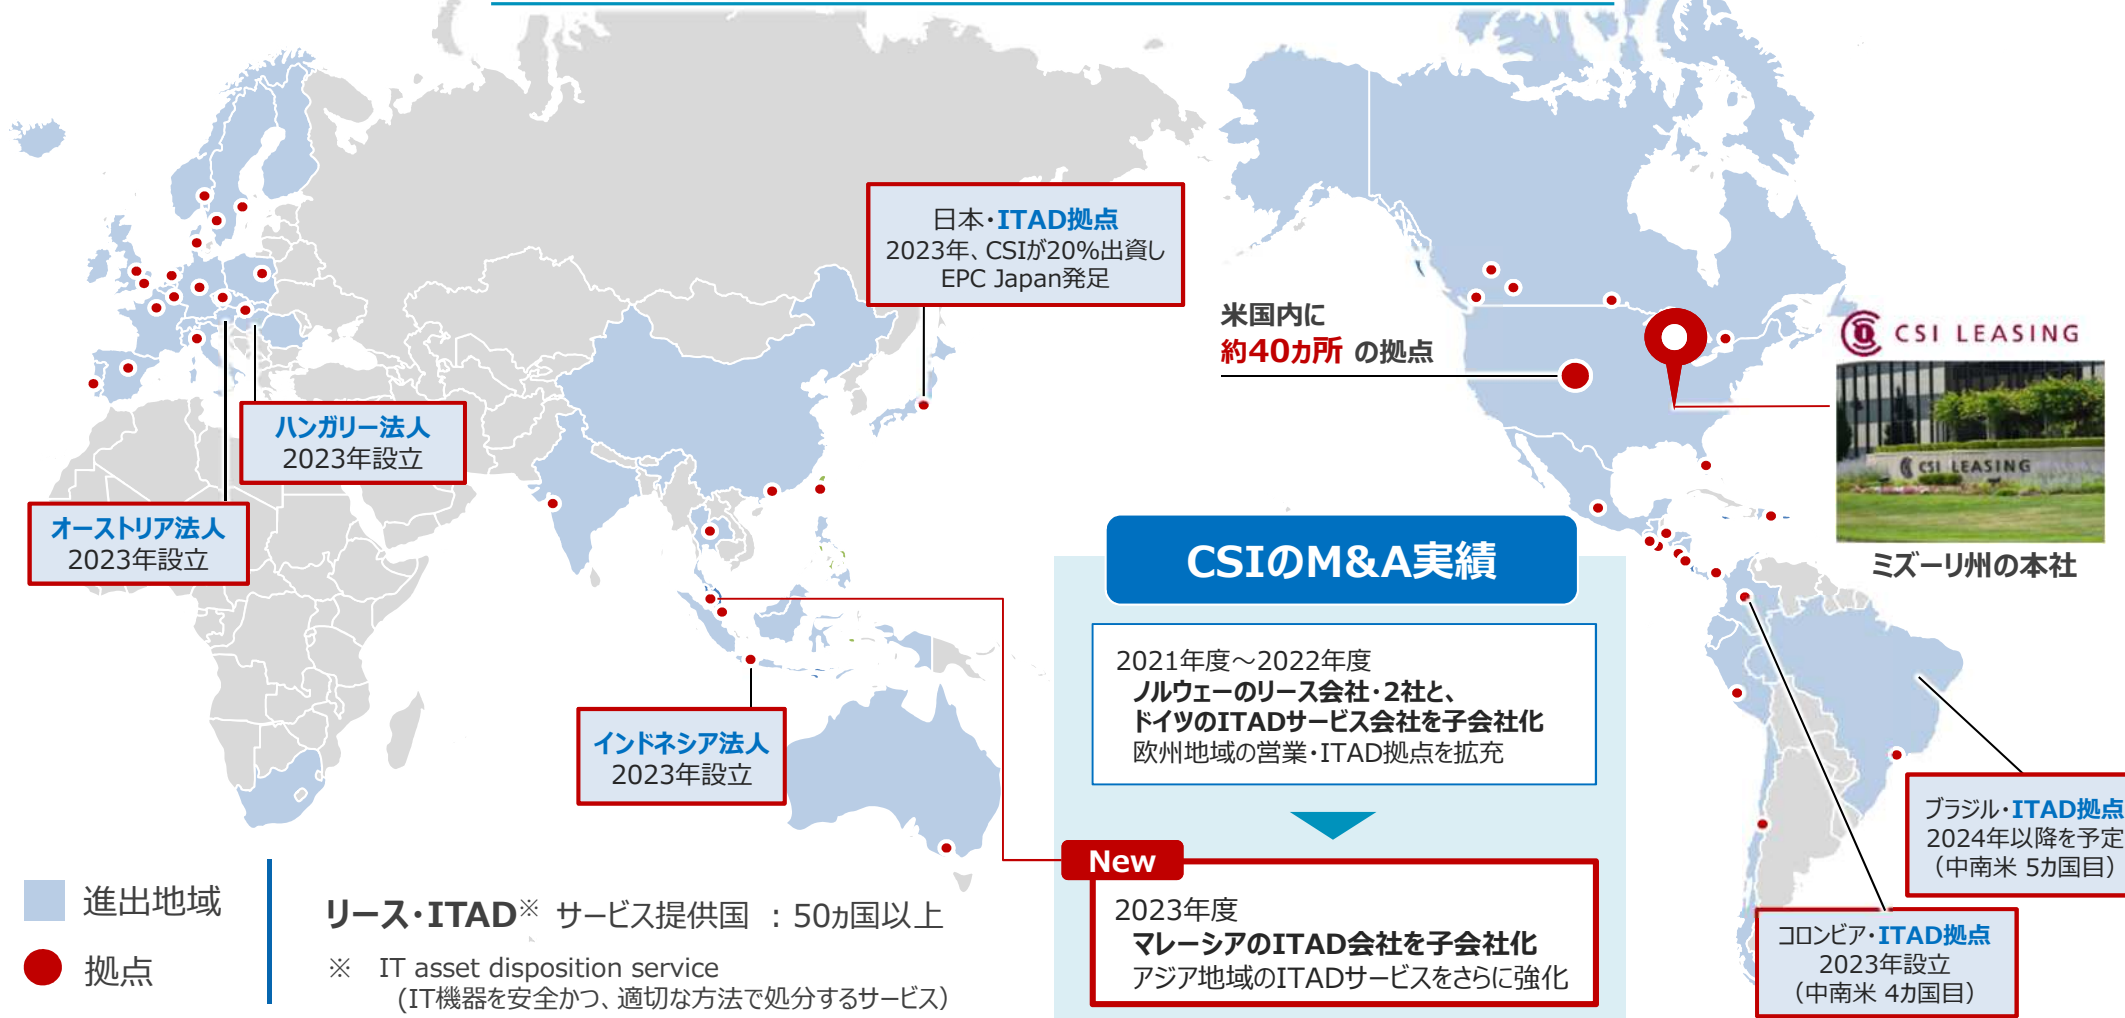 日本・ITAD拠点
2023年、CSIが20%出資し
EPC Japan発足
米国内に
約40ヵ所 の拠点
CSI LEASING
CSI LEASING
ミズーリ州の本社
ハンガリー法人
2023年設立
オーストリア法人
2023年設立
インドネシア法人
2023年設立
CSIのM&A実績
2021年度～2022年度
ノルウェーのリース会社・2社と、
ドイツのITADサービス会社を子会社化
欧州地域の営業・ITAD拠点を拡充
New
2023年度
マレーシアのITAD会社を子会社化
アジア地域のITADサービスをさらに強化
ブラジル・ITAD拠点
2024年以降を予定
（中南米 5ヵ国目）
コロンビア・ITAD拠点
2023年設立
（中南米 4ヵ国目）
進出地域
拠点
リース・ITAD※ サービス提供国 ：50ヵ国以上
※ IT asset disposition service
(IT機器を安全かつ、適切な方法で処分するサービス）